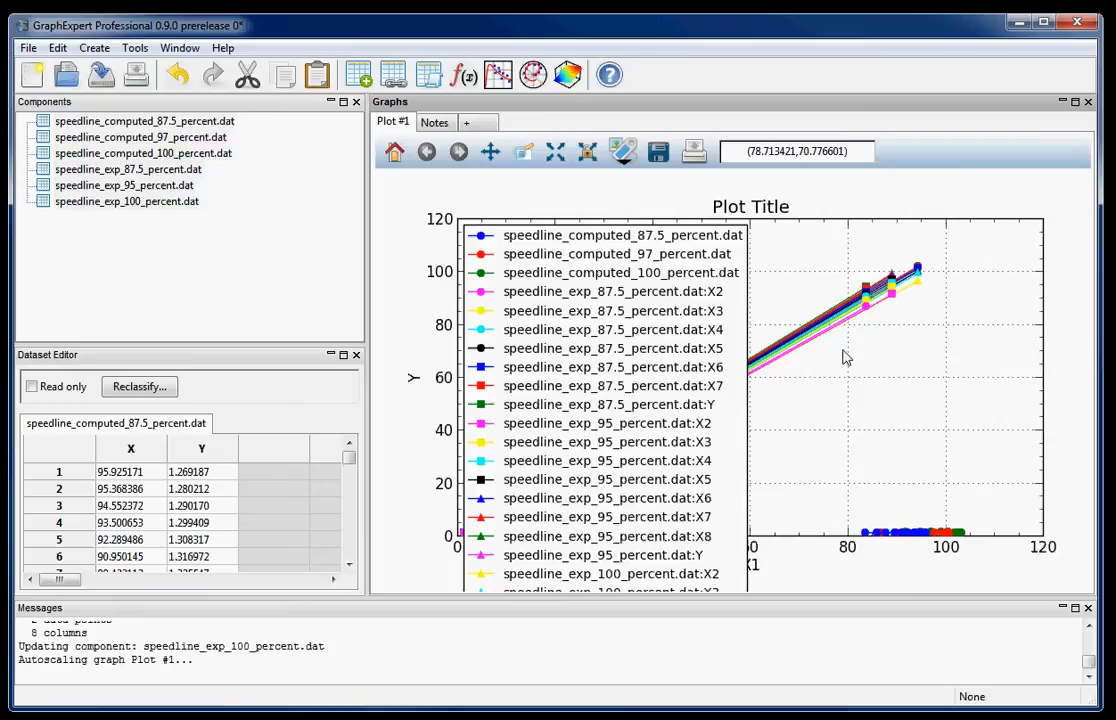 GraphExpert Professional 0.9.0 prerelease 0*
File Edit Create Tools Window Help
Components
speedline_computed_87.5_percent.dat
speedline_computed_97_percent.dat
speedline_computed_100_percent.dat
speedline_exp_87.5_percent.dat
speedline_exp_95_percent.dat
speedline_exp_100_percent.dat
Dataset Editor
Read only Reclassify...
speedline_computed_87.5_percent.dat
X Y
1 95.925171 1.269187
2 95.368386 1.280212
3 94.552372 1.290170
4 93.500653 1.299409
5 92.289486 1.308317
6 90.950145 1.316972
Graphs
Plot #1 Notes +
(78.713421,70.776601)
Plot Title
120
100
80
60
40
20
0
Y
speedline_computed_87.5_percent.dat
speedline_computed_97_percent.dat
speedline_computed_100_percent.dat
speedline_exp_87.5_percent.dat:X2
speedline_exp_87.5_percent.dat:X3
speedline_exp_87.5_percent.dat:X4
speedline_exp_87.5_percent.dat:X5
speedline_exp_87.5_percent.dat:X6
speedline_exp_87.5_percent.dat:X7
speedline_exp_87.5_percent.dat:Y
speedline_exp_95_percent.dat:X2
speedline_exp_95_percent.dat:X3
speedline_exp_95_percent.dat:X4
speedline_exp_95_percent.dat:X5
speedline_exp_95_percent.dat:X6
speedline_exp_95_percent.dat:X7
speedline_exp_95_percent.dat:X8
speedline_exp_95_percent.dat:Y
speedline_exp_100_percent.dat:X2
0 80 100 120
X1
Messages
8 columns
Updating component: speedline_exp_100_percent.dat
Autoscaling graph Plot #1...
None